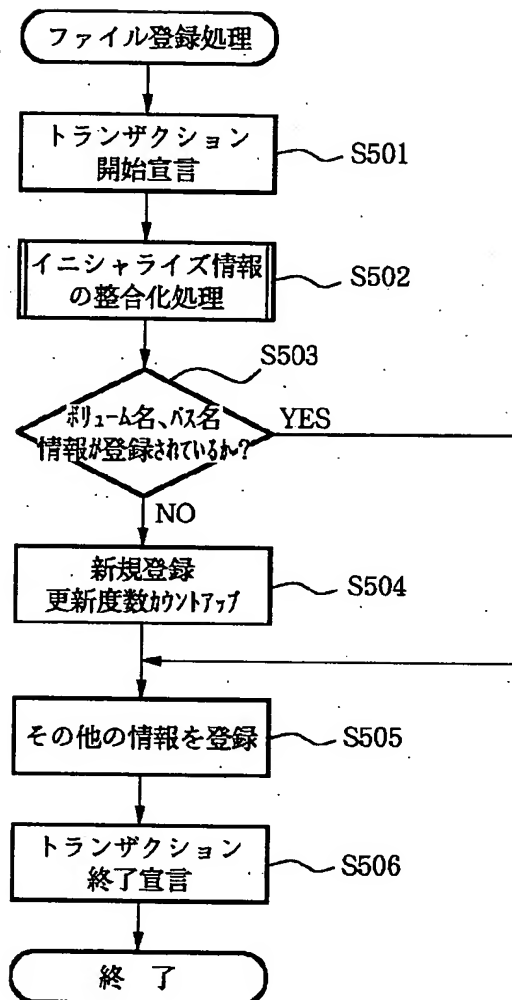 ファイル登録処理
トランザクション
開始宣言
S501
イニシャライズ情報
の整合化処理
S502
S503
ボリューム名、パス名
情報が登録されているか?
YES
NO
新規登録
更新度数カウントアップ
S504
その他の情報を登録
S505
トランザクション
終了宣言
S506
終 了